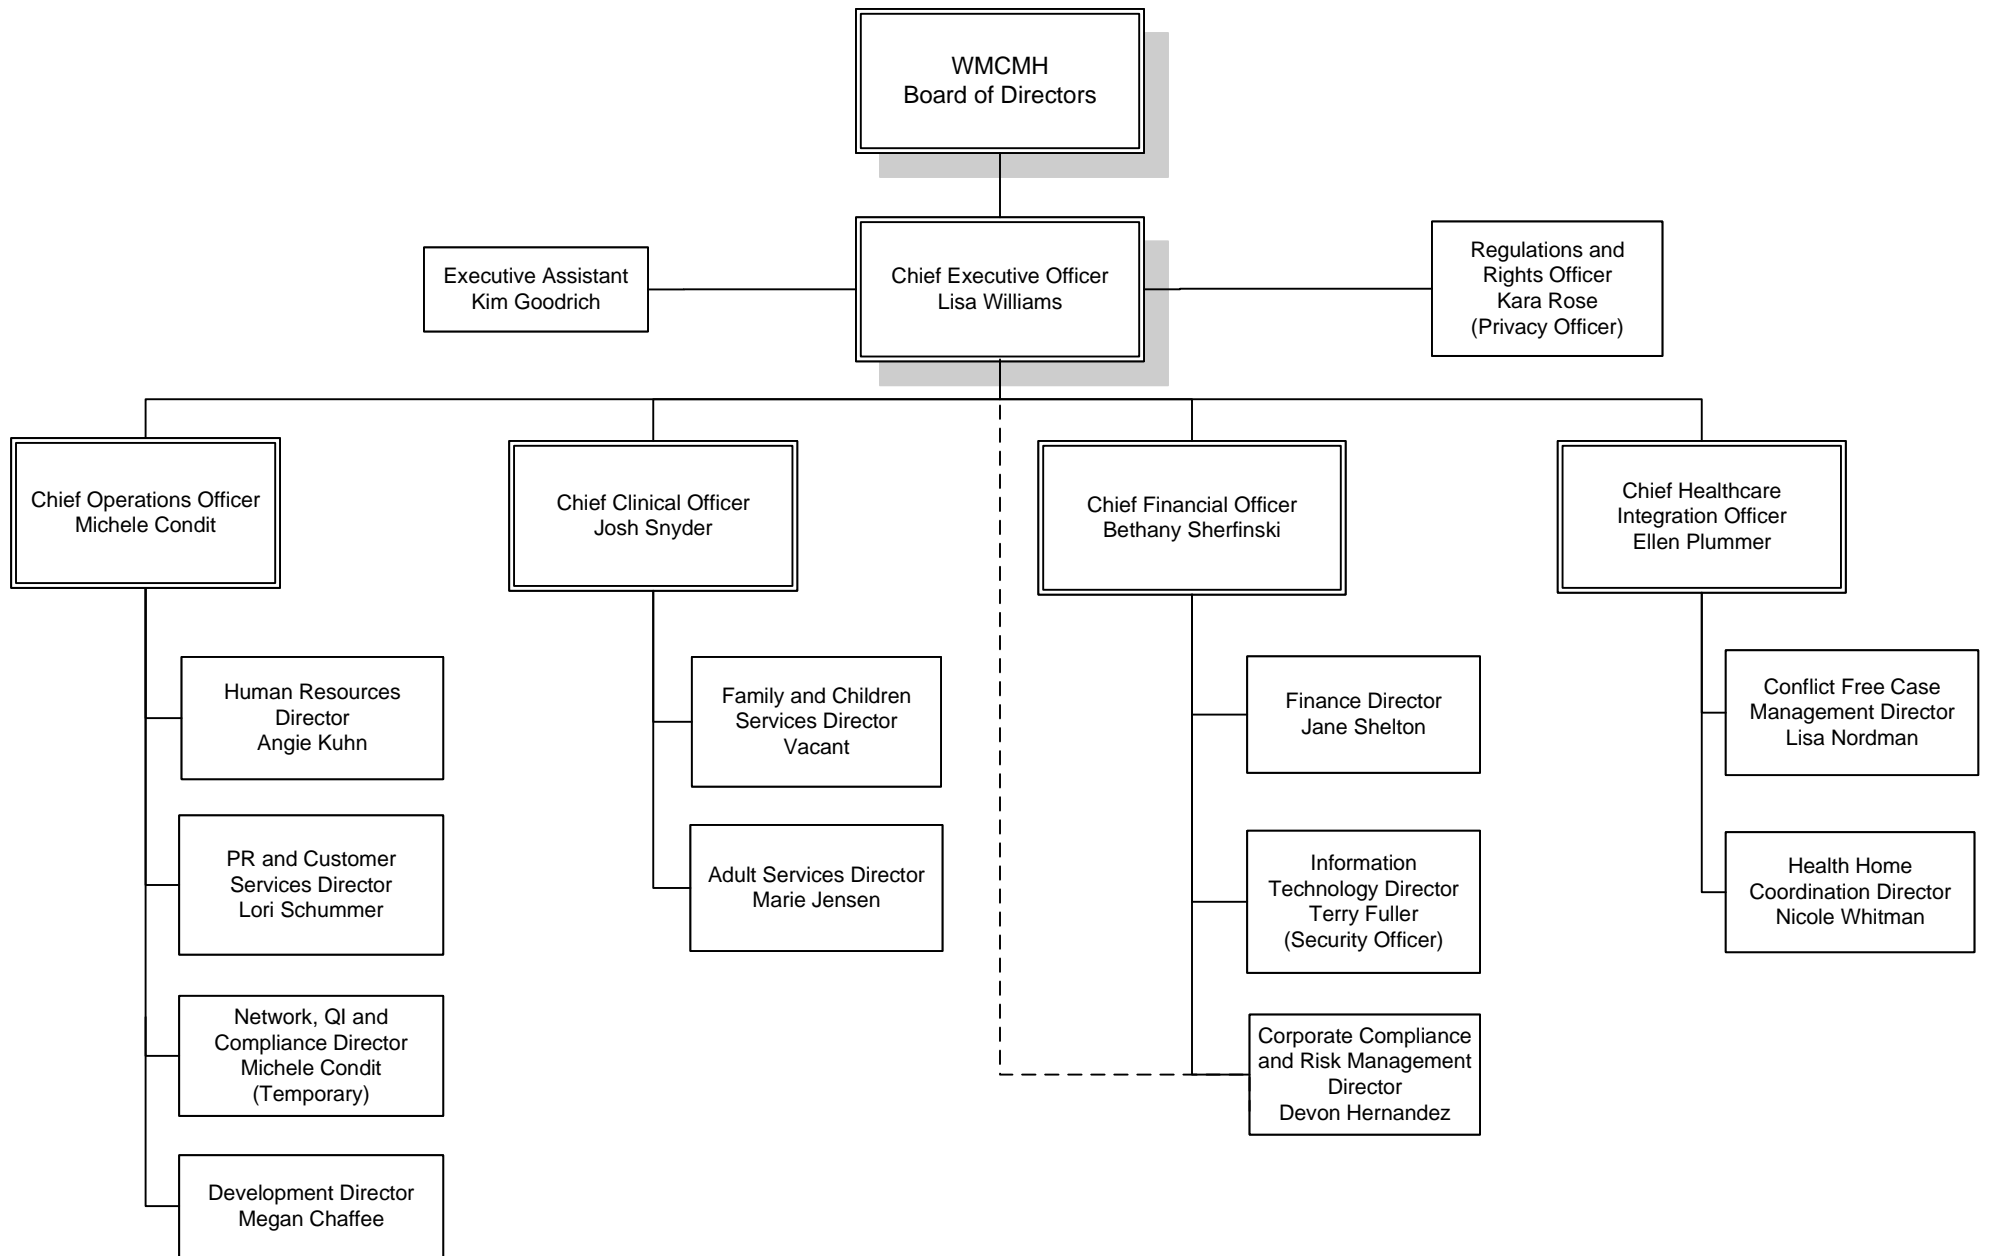 WMCMH
Board of Directors
Executive Assistant
Kim Goodrich
Chief Executive Officer
Lisa Williams
Regulations and
Rights Officer
Kara Rose
(Privacy Officer)
Chief Operations Officer
Michele Condit
Chief Clinical Officer
Josh Snyder
Chief Financial Officer
Bethany Sherfinski
Chief Healthcare
Integration Officer
Ellen Plummer
Human Resources
Director
Angie Kuhn
PR and Customer
Services Director
Lori Schummer
Network, QI and
Compliance Director
Michele Condit
(Temporary)
Development Director
Megan Chaffee
Family and Children
Services Director
Vacant
Adult Services Director
Marie Jensen
Finance Director
Jane Shelton
Information
Technology Director
Terry Fuller
(Security Officer)
Corporate Compliance
and Risk Management
Director
Devon Hernandez
Conflict Free Case
Management Director
Lisa Nordman
Health Home
Coordination Director
Nicole Whitman